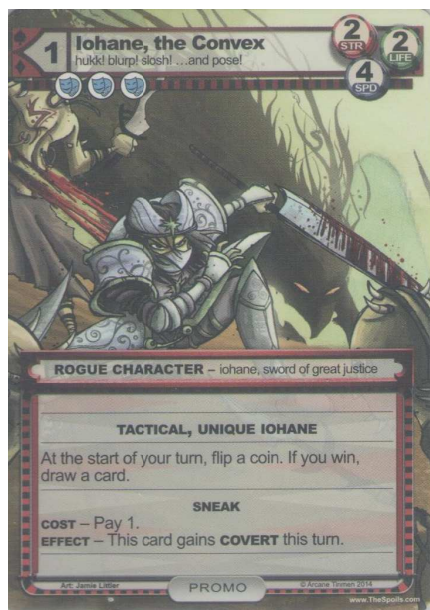 1
Iohane, the Convex
hukk! blurp! slosh! ...and pose!
2
STR
2
LIFE
4
SPD
ROGUE CHARACTER – iohane, sword of great justice
TACTICAL, UNIQUE IOHANE
At the start of your turn, flip a coin. If you win,
draw a card.
SNEAK
COST – Pay 1.
EFFECT – This card gains COVERT this turn.
Art: Jamie Littler
PROMO
© Arcane Tinmen 2014
www.TheSpoils.com